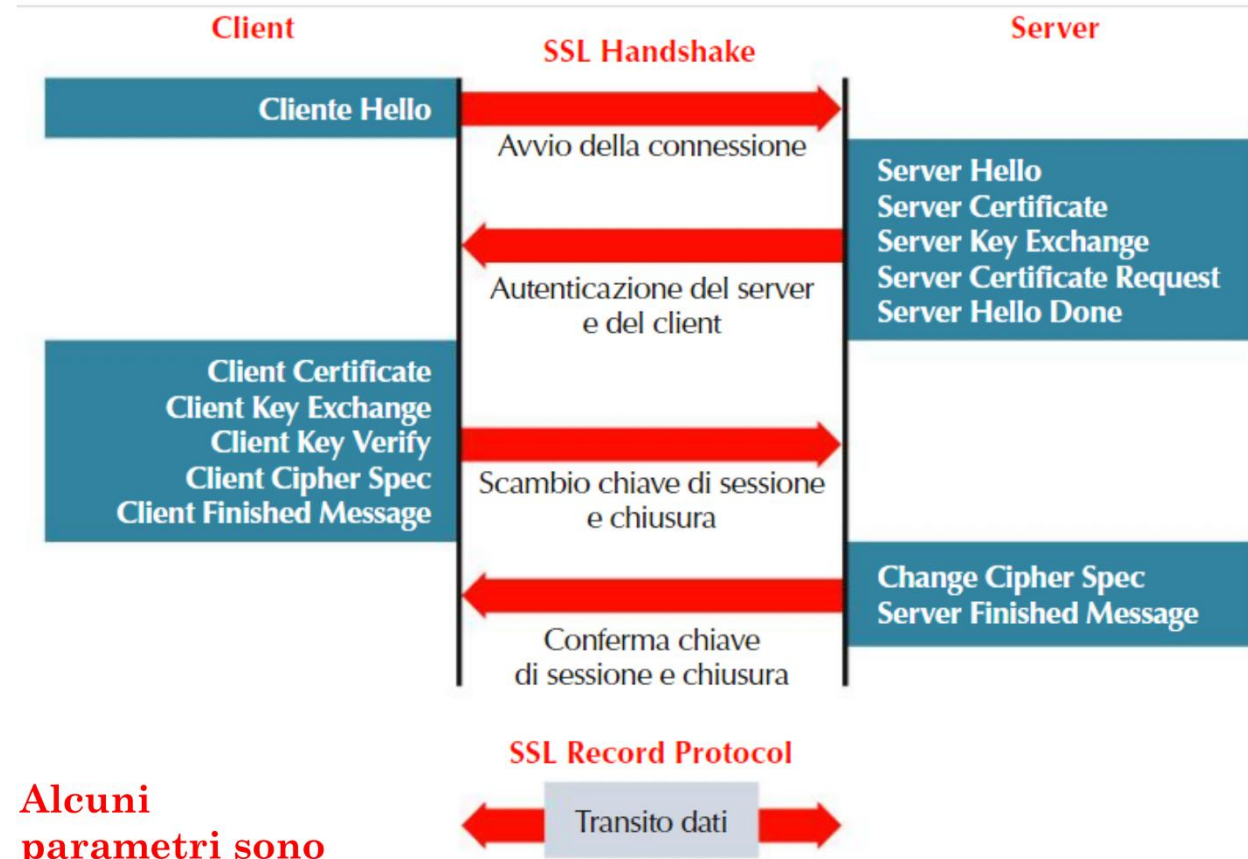 Client
SSL Handshake
Server
Cliente Hello
Avvio della connessione
Server Hello
Server Certificate
Server Key Exchange
Server Certificate Request
Server Hello Done
Autenticazione del server
e del client
Client Certificate
Client Key Exchange
Client Key Verify
Client Cipher Spec
Client Finished Message
Scambio chiave di sessione
e chiusura
Change Cipher Spec
Server Finished Message
Conferma chiave
di sessione e chiusura
SSL Record Protocol
Transito dati
Alcuni
parametri sono